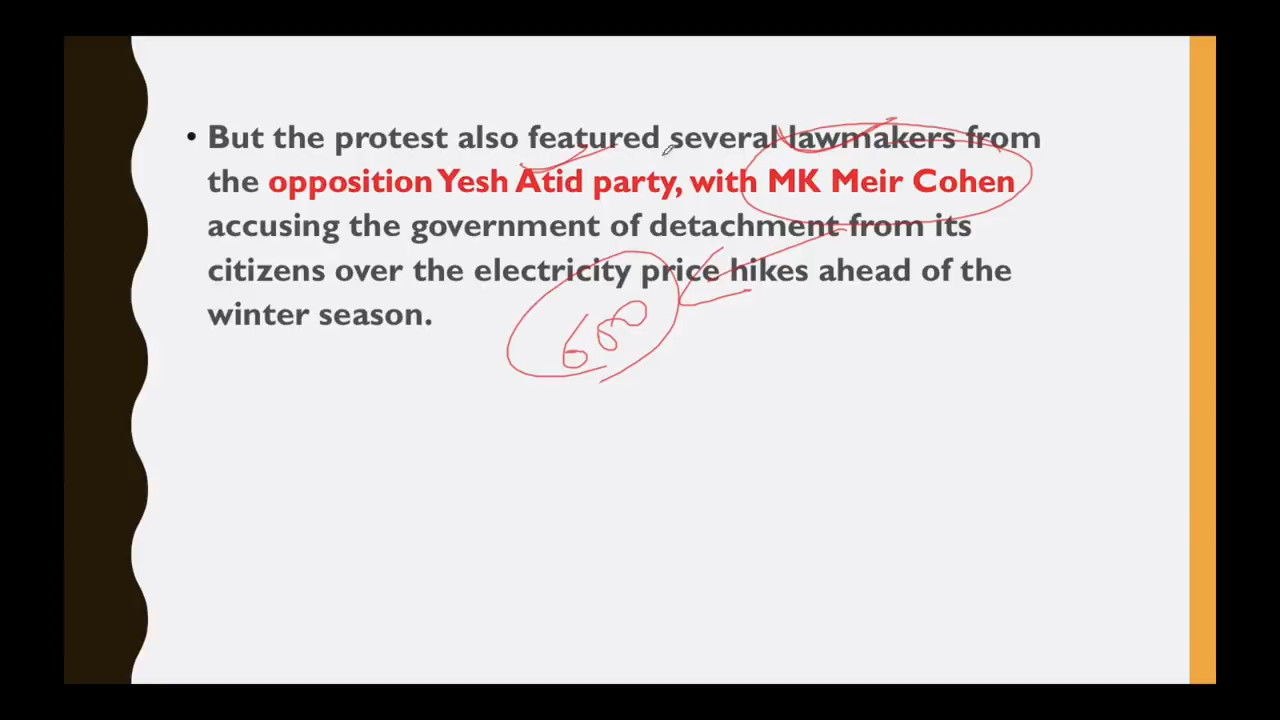 • But the protest also featured several lawmakers from
the opposition Yesh Atid party, with MK Meir Cohen
accusing the government of detachment from its
citizens over the electricity price hikes ahead of the
winter season.